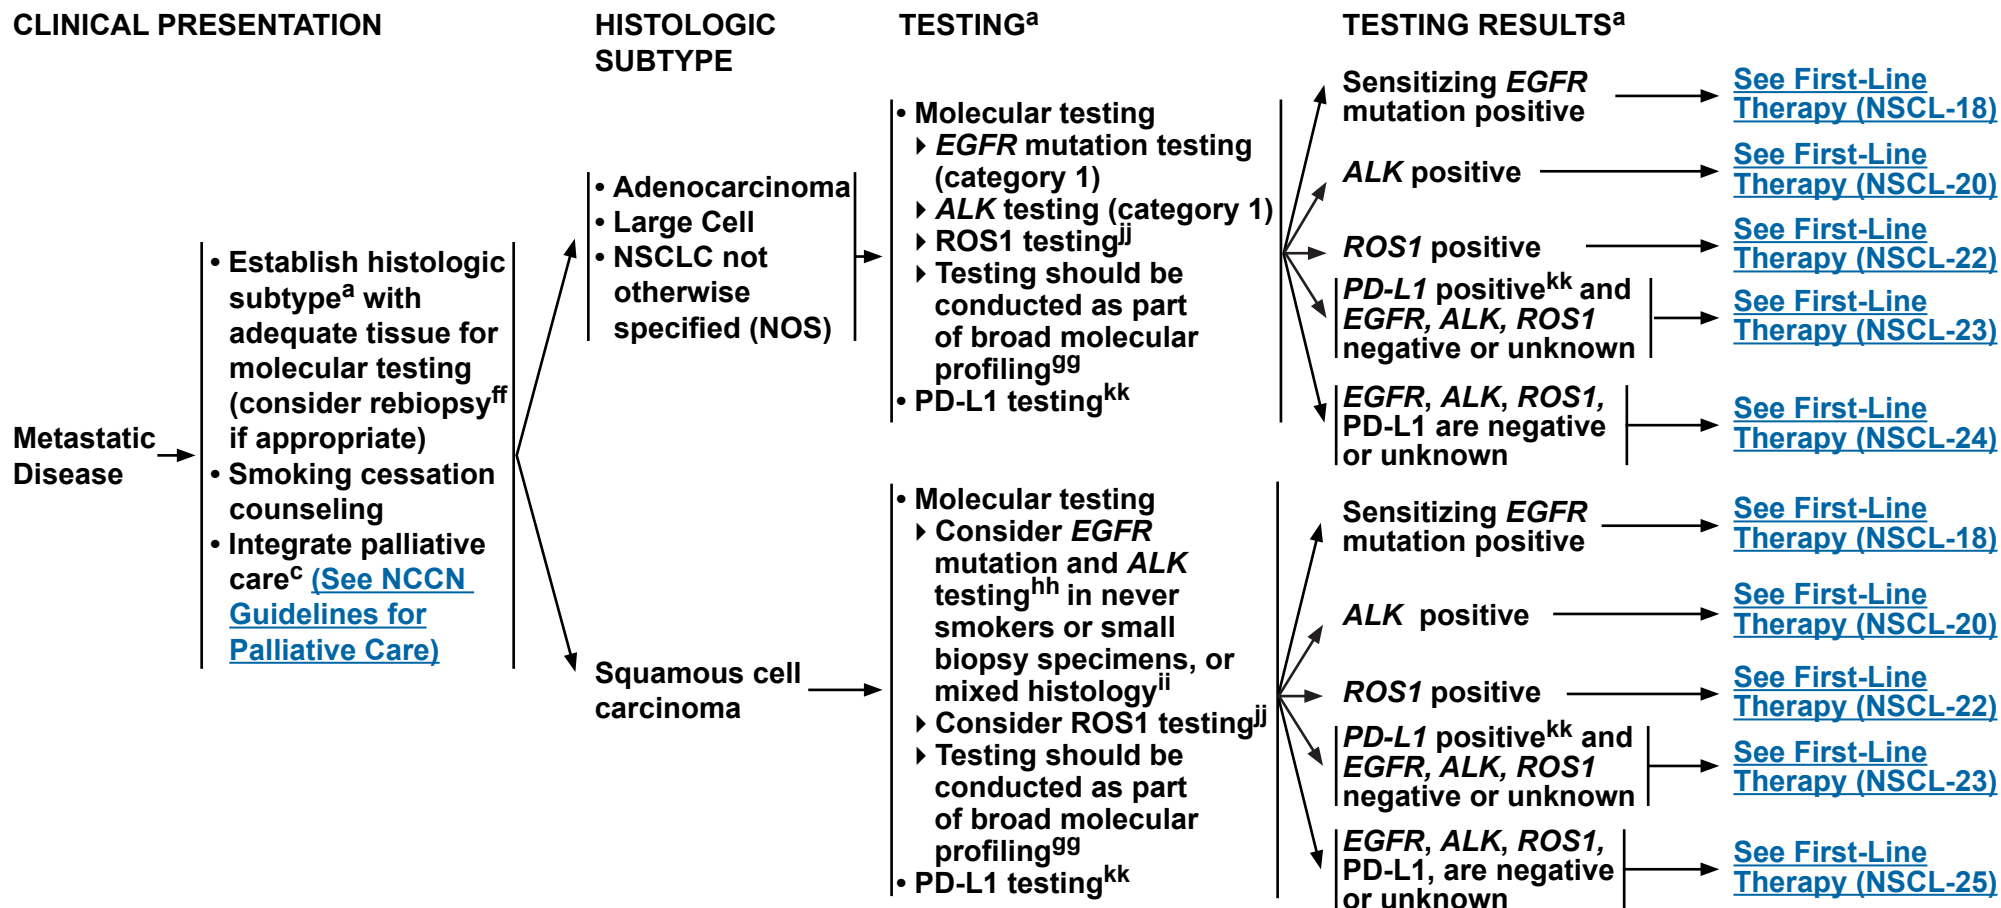 CLINICAL PRESENTATION
HISTOLOGIC
SUBTYPE
TESTINGa
TESTING RESULTSa
Metastatic
Disease
• Establish histologic
subtypea with
adequate tissue for
molecular testing
(consider rebiopsyff
if appropriate)
• Smoking cessation
counseling
• Integrate palliative
carec (See NCCN
Guidelines for
Palliative Care)
• Adenocarcinoma
• Large Cell
• NSCLC not
otherwise
specified (NOS)
• Molecular testing
EGFR mutation testing
(category 1)
ALK testing (category 1)
ROS1 testingjj
Testing should be
conducted as part
of broad molecular
profilinggg
• PD-L1 testingkk
Sensitizing EGFR
mutation positive
See First-Line
Therapy (NSCL-18)
ALK positive
See First-Line
Therapy (NSCL-20)
ROS1 positive
See First-Line
Therapy (NSCL-22)
PD-L1 positivekk and
EGFR, ALK, ROS1
negative or unknown
See First-Line
Therapy (NSCL-23)
EGFR, ALK, ROS1,
PD-L1 are negative
or unknown
See First-Line
Therapy (NSCL-24)
Squamous cell
carcinoma
• Molecular testing
Consider EGFR
mutation and ALK
testinghh in never
smokers or small
biopsy specimens, or
mixed histologyii
Consider ROS1 testingjj
Testing should be
conducted as part
of broad molecular
profilinggg
• PD-L1 testingkk
Sensitizing EGFR
mutation positive
See First-Line
Therapy (NSCL-18)
ALK positive
See First-Line
Therapy (NSCL-20)
ROS1 positive
See First-Line
Therapy (NSCL-22)
PD-L1 positivekk and
EGFR, ALK, ROS1
negative or unknown
See First-Line
Therapy (NSCL-23)
EGFR, ALK, ROS1,
PD-L1, are negative
or unknown
See First-Line
Therapy (NSCL-25)